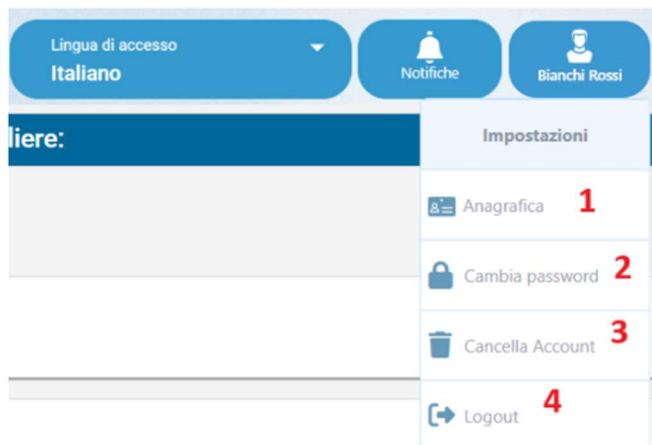 Lingua di accesso
Italiano
Notifiche
Bianchi Rossi
liere:
Impostazioni
Anagrafica 1
Cambia password 2
Cancella Account 3
Logout 4